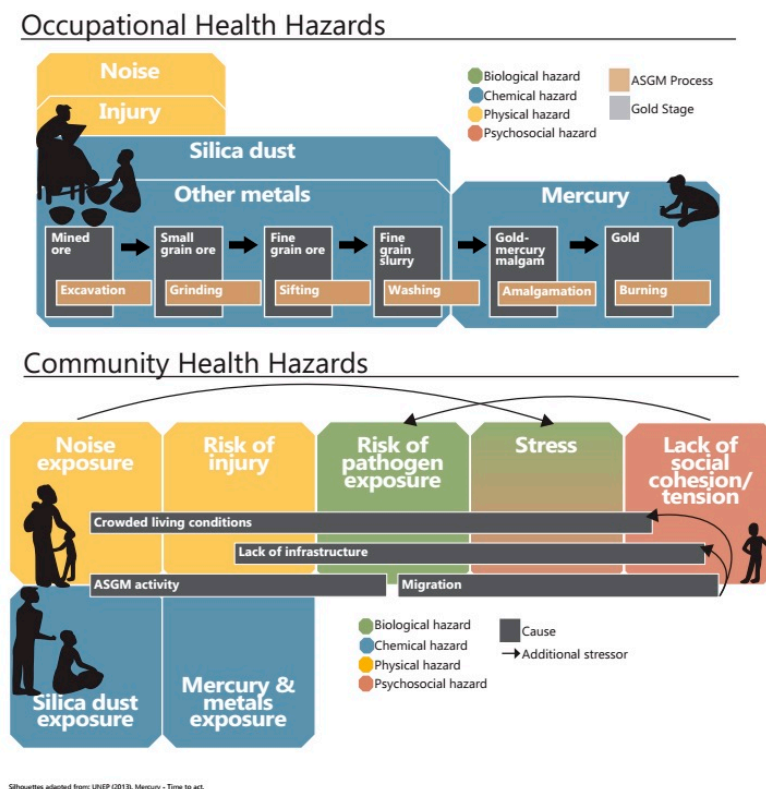 Occupational Health Hazards
Noise
Injury
Silica dust
Other metals
Mercury
Biological hazard
Chemical hazard
Physical hazard
Psychosocial hazard
ASGM Process
Gold Stage
Mined
ore
Small
grain ore
Fine
grain ore
Fine
grain
slurry
Gold-
mercury
malgam
Gold
Excavation
Grinding
Sifting
Washing
Amalgamation
Burning
Community Health Hazards
Noise
exposure
Risk of
injury
Risk of
pathogen
exposure
Stress
Lack of
social
cohesion/
tension
Crowded living conditions
Lack of infrastructure
ASGM activity
Migration
Silica dust
exposure
Mercury &
metals
exposure
Biological hazard
Chemical hazard
Physical hazard
Psychosocial hazard
Cause
Additional stressor
Silhouettes adapted from: UNEP (2013). Mercury - Time to act.